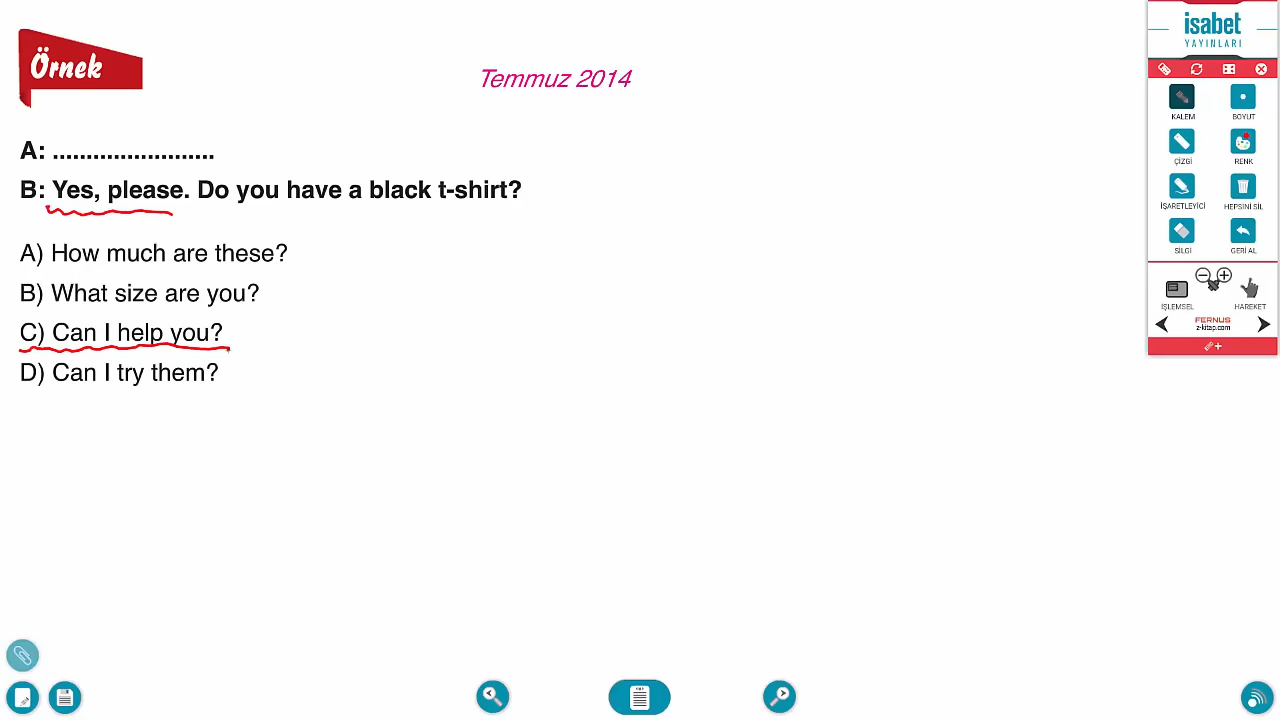 Örnek
Temmuz 2014
A: ........................
B: Yes, please. Do you have a black t-shirt?
A) How much are these?
B) What size are you?
C) Can I help you?
D) Can I try them?
isabet
YAYINLARI
KALEM
BOYUT
ÇİZGİ
RENK
İŞARETLEYİCİ
HEPSİNİ SİL
SİLGİ
GERİ AL
İŞLEMSEL
HAREKET
FERNUS
z-kitap.com